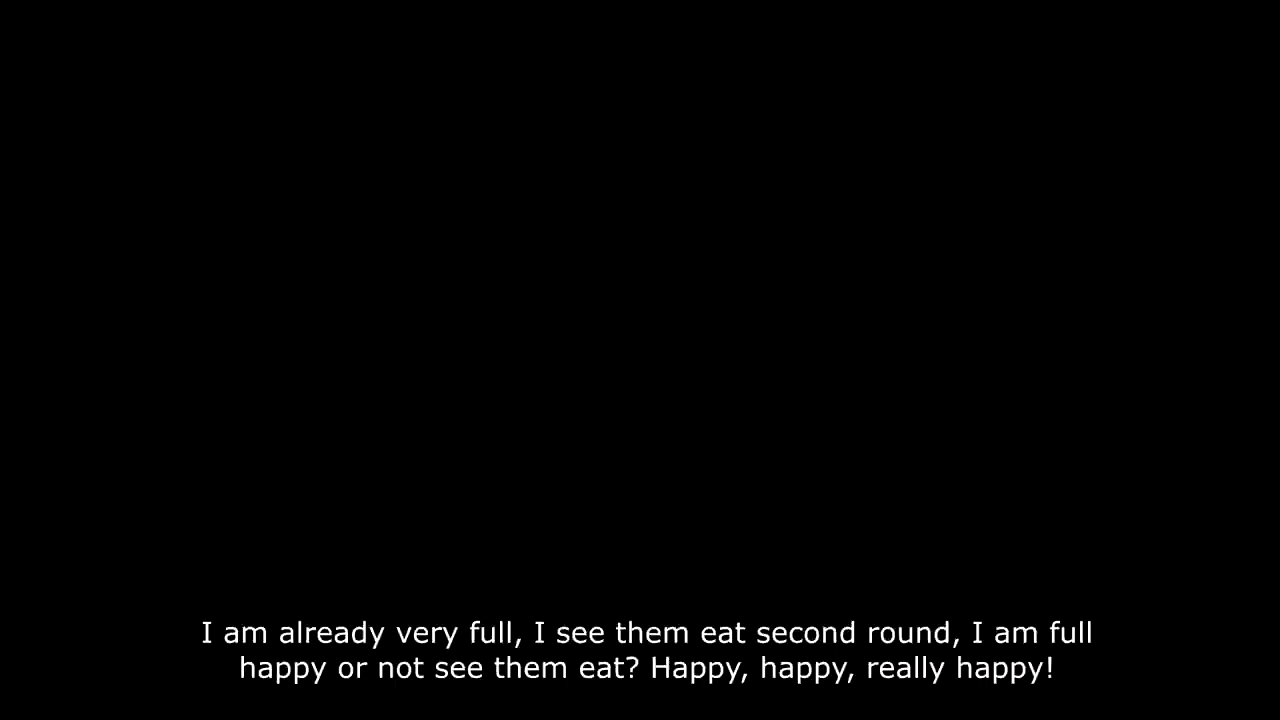 I am already very full, I see them eat second round, I am full
happy or not see them eat? Happy, happy, really happy!